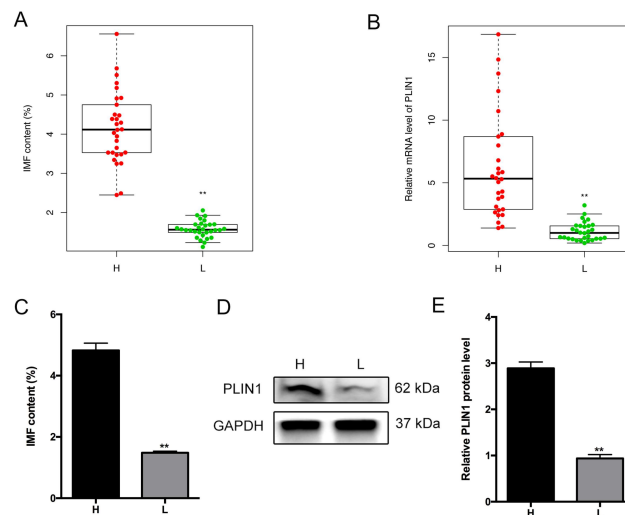 A
IMF content (%)
6
5
4
3
2
**
H
L
B
Relative mRNA level of PLIN1
15
10
5
0
**
H
L
C
IMF content (%)
6
4
2
0
**
H
L
D
H
L
PLIN1
62 kDa
GAPDH
37 kDa
E
Relative PLIN1 protein level
4
3
2
1
0
**
H
L